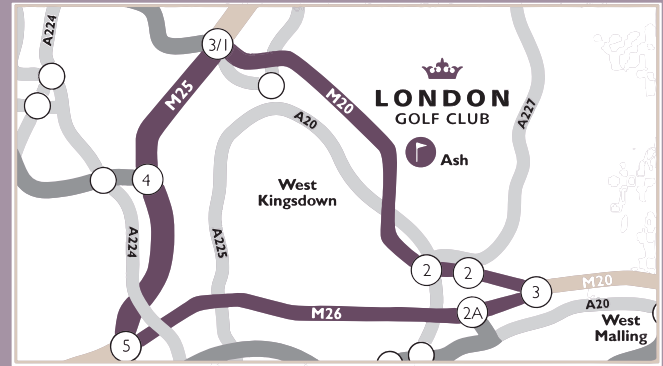 A224
3/1
M25
M20
A20
LONDON
GOLF CLUB
Ash
A227
4
West
Kingsdown
A224
A225
2
2
3
M20
M26
2A
A20
West
Malling
5